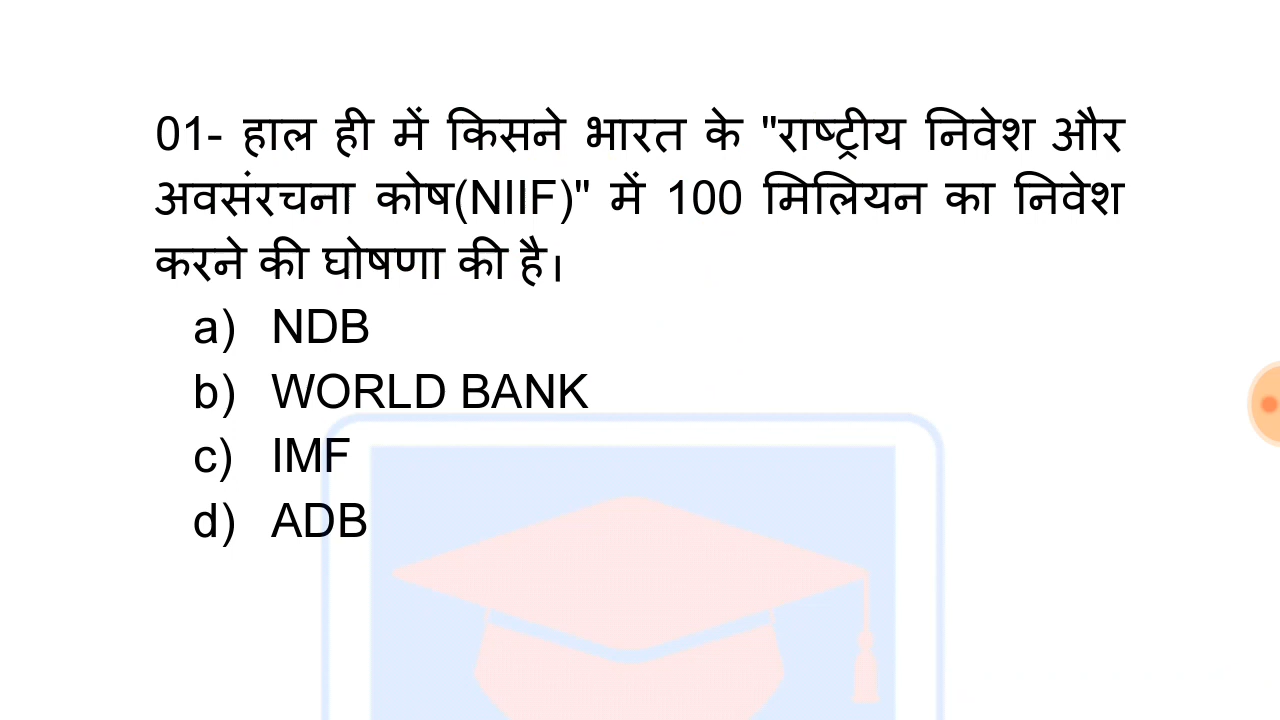 01- हाल ही में किसने भारत के "राष्ट्रीय निवेश और
अवसंरचना कोष(NIIF)" में 100 मिलियन का निवेश
करने की घोषणा की है।
a) NDB
b) WORLD BANK
c) IMF
d) ADB